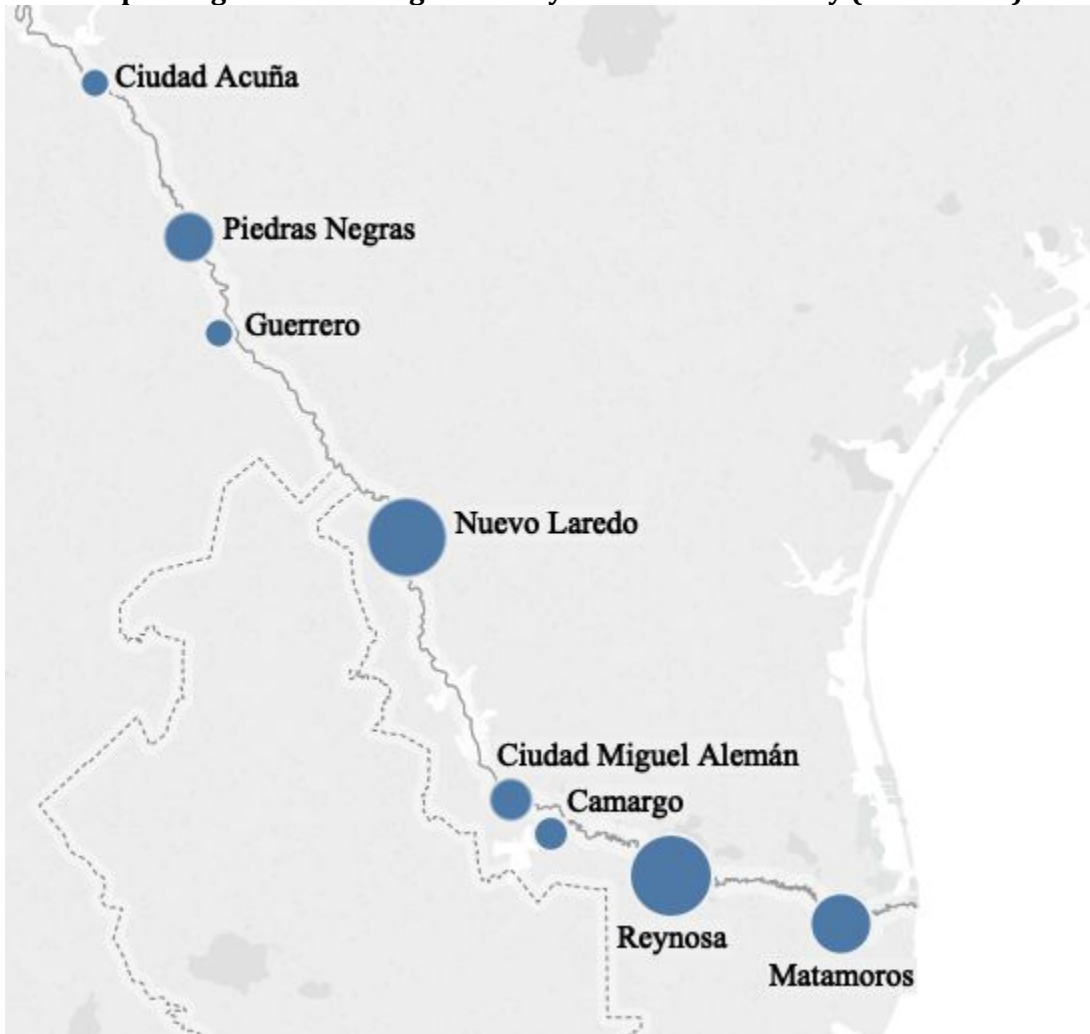 Ciudad Acuña
Piedras Negras
Guerrero
Nuevo Laredo
Ciudad Miguel Alemán
Camargo
Reynosa
Matamoros